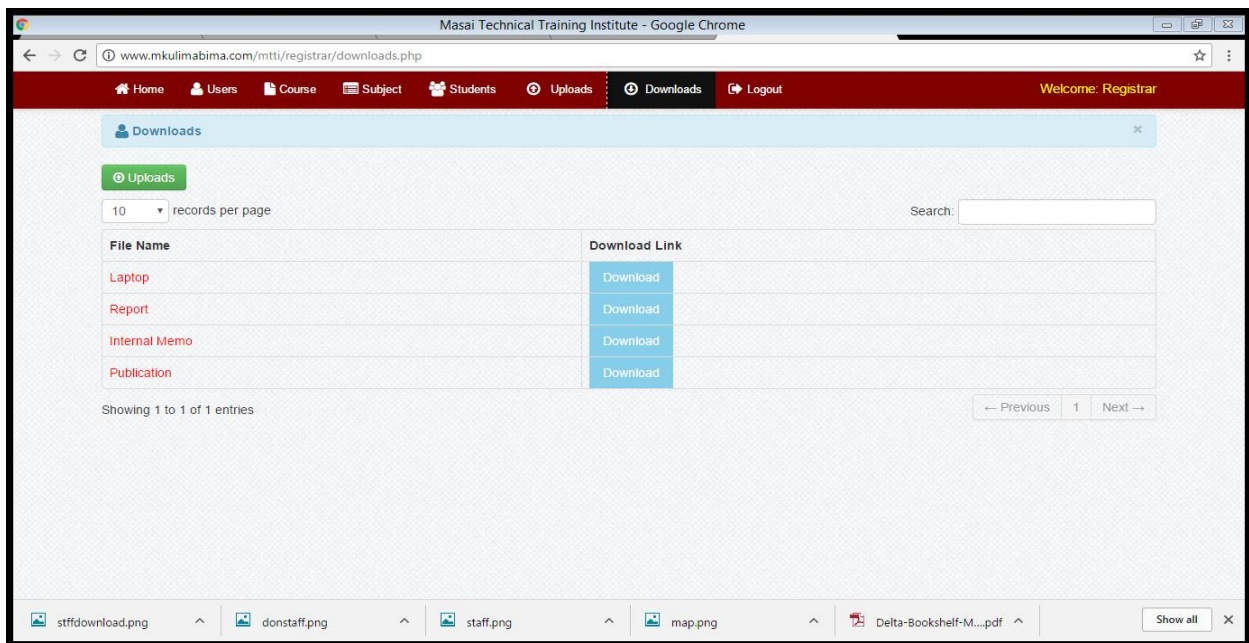 Masai Technical Training Institute - Google Chrome
www.mkulimabima.com/mtti/registrar/downloads.php
Home Users Course Subject Students Uploads Downloads Logout Welcome: Registrar
Downloads ×
Uploads
10 records per page Search:
File Name Download Link
Laptop Download
Report Download
Internal Memo Download
Publication Download
Showing 1 to 1 of 1 entries ← Previous 1 Next →
stffdownload.png donstaff.png staff.png map.png Delta-Bookshelf-M....pdf Show all